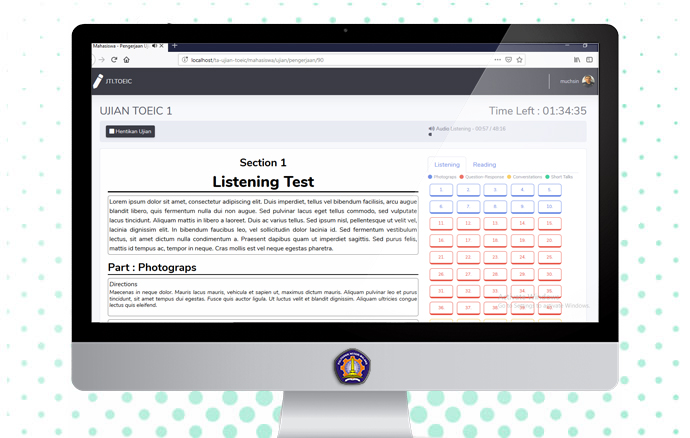 Mahasiswa - Pengerjaan Uj
localhost/ta-ujian-toeic/mahasiswa/ujian/pengerjaan/90
JTI.TOEIC
muchsin
UJIAN TOEIC 1
Time Left : 01:34:35
Hentikan Ujian
Audio Listening - 00:57 / 46:16
Section 1
Listening Test
Lorem ipsum dolor sit amet, consectetur adipiscing elit. Duis imperdiet, tellus vel bibendum facilisis, arcu augue
blandit libero, quis fermentum nulla dui non augue. Sed pulvinar lacus eget tellus commodo, sed vulputate
lacus tincidunt. Aliquam mattis in libero a laoreet. Duis ac varius tellus. Sed ipsum nisl, pellentesque ut velit vel,
lacinia dignissim elit. In bibendum faucibus leo, vel sollicitudin dolor lacinia id. Sed fermentum vestibulum
lectus, sit amet dictum nulla condimentum a. Praesent dapibus quam ut imperdiet sagittis. Sed purus felis,
mattis id tempus ac, tempor in neque. Cras mollis est vel neque egestas pharetra.
Part : Photograps
Directions
Maecenas in neque dolor. Mauris lacus mauris, vehicula et sapien ut, maximus dictum mauris. Aliquam pulvinar leo et purus
tincidunt, sit amet tempus dui egestas. Fusce quis auctor ligula. Ut luctus velit et blandit dignissim. Aliquam ultricies congue
lectus quis eleifend.
Listening Reading
Photograps Question-Response Conversations Short Talks
1 2 3 4 5
6 7 8 9 10
11 12 13 14 15
16 17 18 19 20
21 22 23 24 25
26 27 28 29 30
31 32 33 34 35
36 37 38 39 40